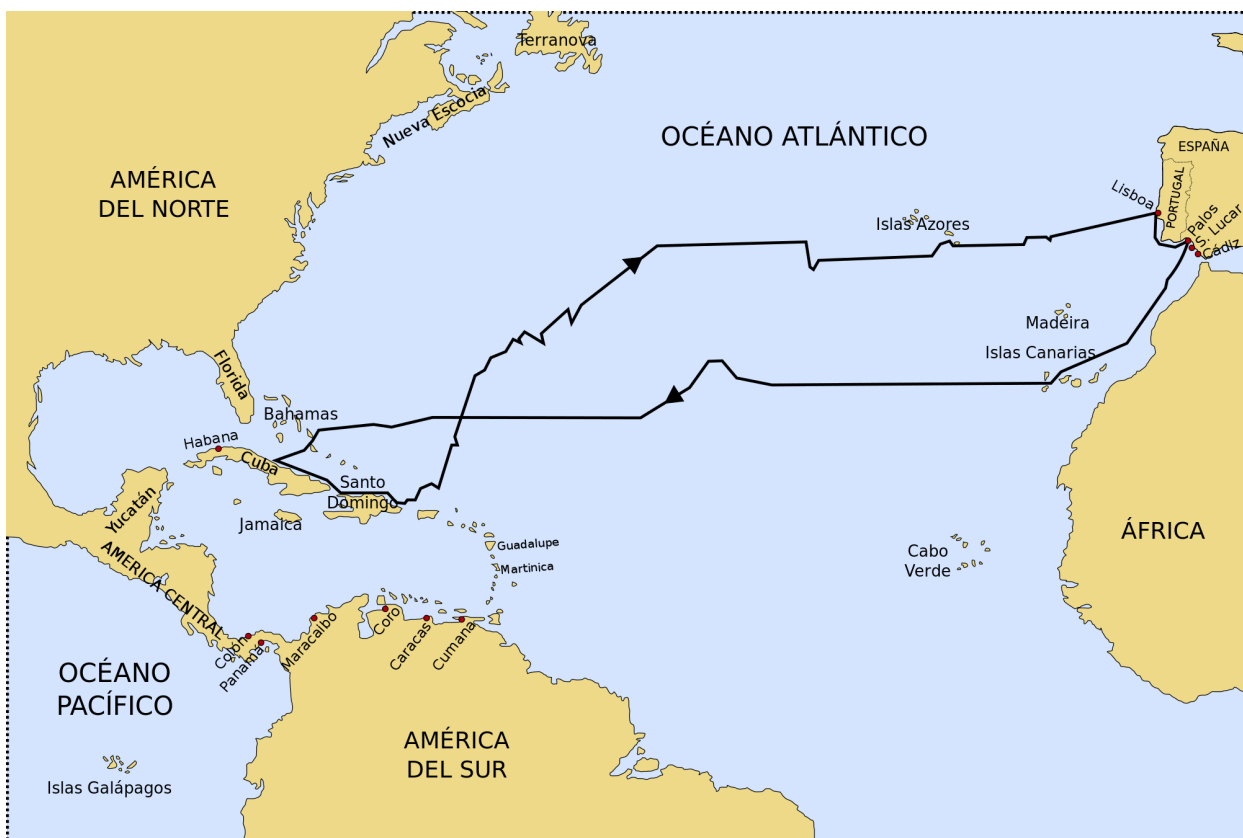 Terranova
Nueva Escocia
OCÉANO ATLÁNTICO
ESPAÑA
PORTUGAL
Lisboa
Palos
S. Lucar
Cádiz
AMÉRICA
DEL NORTE
Islas Azores
Madeira
Islas Canarias
Florida
Bahamas
Habana
Cuba
Santo
Domingo
Yucatán
Jamaica
Guadalupe
Martinica
Cabo
Verde
ÁFRICA
AMERICA CENTRAL
Colón
Panamá
Maracaibo
Coro
Caracas
Cumana
OCÉANO
PACÍFICO
AMÉRICA
DEL SUR
Islas Galápagos